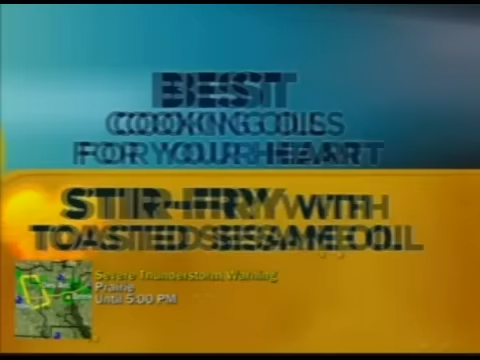 BEST
COOKING OILS
FOR YOUR HEART
STIR-FRY WITH
TOASTED SESAME OIL
Severe Thunderstorm Warning
Prairie
Until 5:00 PM